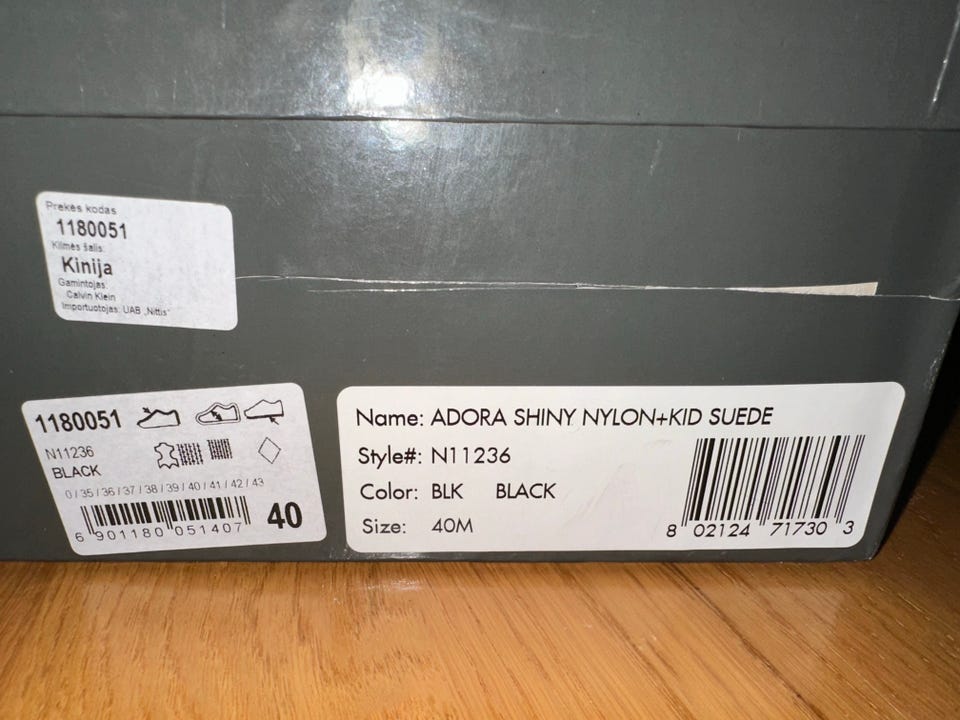 Prekės kodas
1180051
Kilmės šalis:
Kinija
Gamintojas:
Calvin Klein
Importuotojas: UAB „Nittis“
1180051
N11236
BLACK
0/35/36/37/38/39/40/41/42/43
40
6 901180 051407
Name: ADORA SHINY NYLON+KID SUEDE
Style#: N11236
Color: BLK BLACK
Size: 40M
8 02124 71730 3